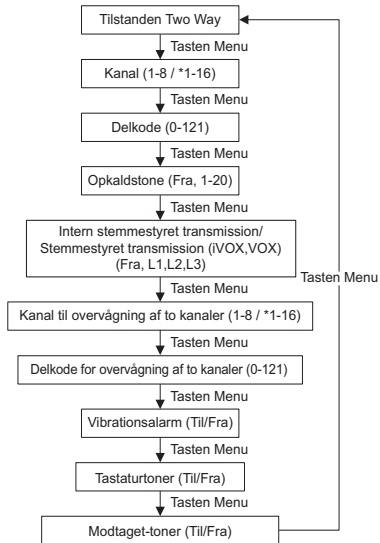 Tilstanden Two Way
Tasten Menu
Kanal (1-8 / *1-16)
Tasten Menu
Delkode (0-121)
Tasten Menu
Opkaldstone (Fra, 1-20)
Tasten Menu
Intern stemmestyret transmission/
Stemmestyret transmission (iVOX,VOX)
(Fra, L1,L2,L3)
Tasten Menu
Tasten Menu
Kanal til overvågning af to kanaler (1-8 / *1-16)
Tasten Menu
Delkode for overvågning af to kanaler (0-121)
Tasten Menu
Vibrationsalarm (Til/Fra)
Tasten Menu
Tastaturtoner (Til/Fra)
Tasten Menu
Modtaget-toner (Til/Fra)